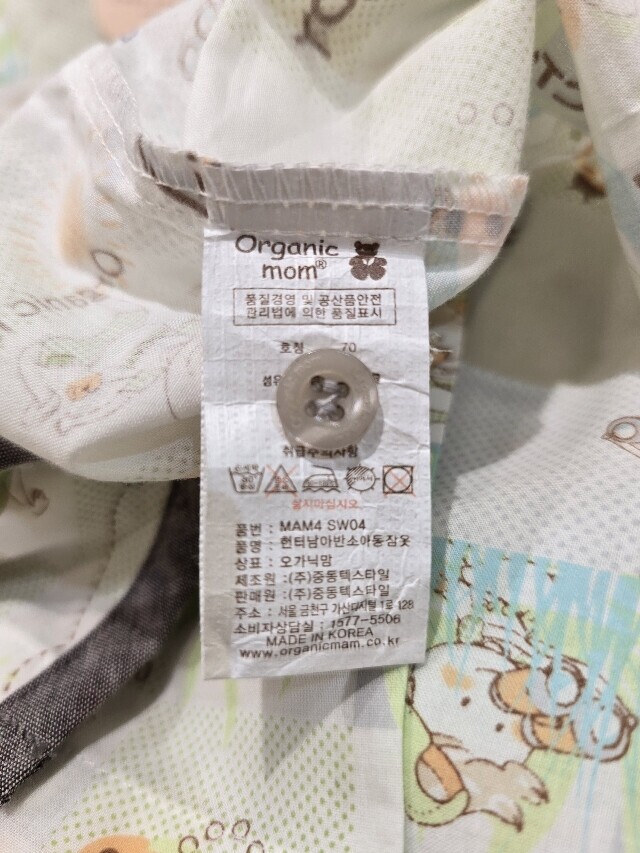 Organic
mom®
품질경영 및 공산품안전
관리법에 의한 품질표시
호칭 70
취급주의사항
품번 : MAM4 SW04
품명 : 헌터남아반소아동잠옷
상표 : 오가닉맘
제조원 : (주)중동텍스타일
판매원 : (주)중동텍스타일
주소 : 서울 금천구 가산디지털 1로 128
소비자상담실 : 1577-5506
MADE IN KOREA
www.organicmam.co.kr